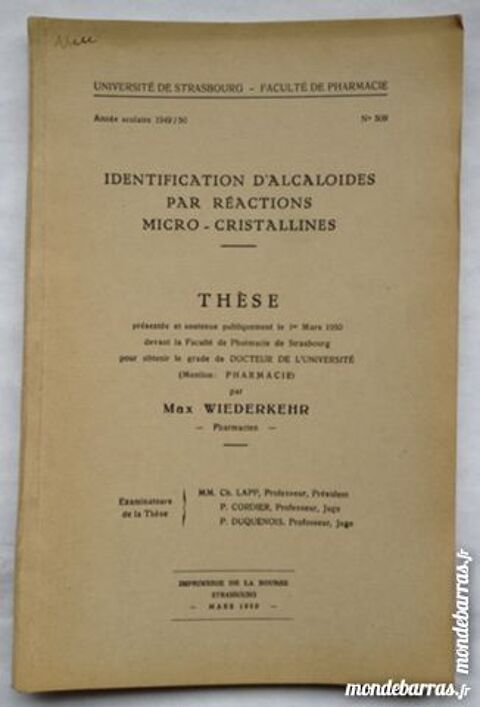 UNIVERSITÉ DE STRASBOURG - FACULTÉ DE PHARMACIE
Année scolaire 1949/50 N° 509
IDENTIFICATION D'ALCALOIDES
PAR RÉACTIONS
MICRO-CRISTALLINES
THÈSE
présentée et soutenue publiquement le 1er Mars 1950
devant la Faculté de Pharmacie de Strasbourg
pour obtenir le grade de DOCTEUR DE L'UNIVERSITÉ
(Mention: PHARMACIE)
par
Max WIEDERKEHR
- Pharmacien -
Examinateurs de la Thèse
MM. Ch. LAPP, Professeur, Président
P. CORDIER, Professeur, Juge
P. DUQUENOIS, Professeur, Juge
IMPRIMERIE DE LA BOURSE
STRASBOURG
- MARS 1950 -
mondebarras.fr
mondebarras.fr